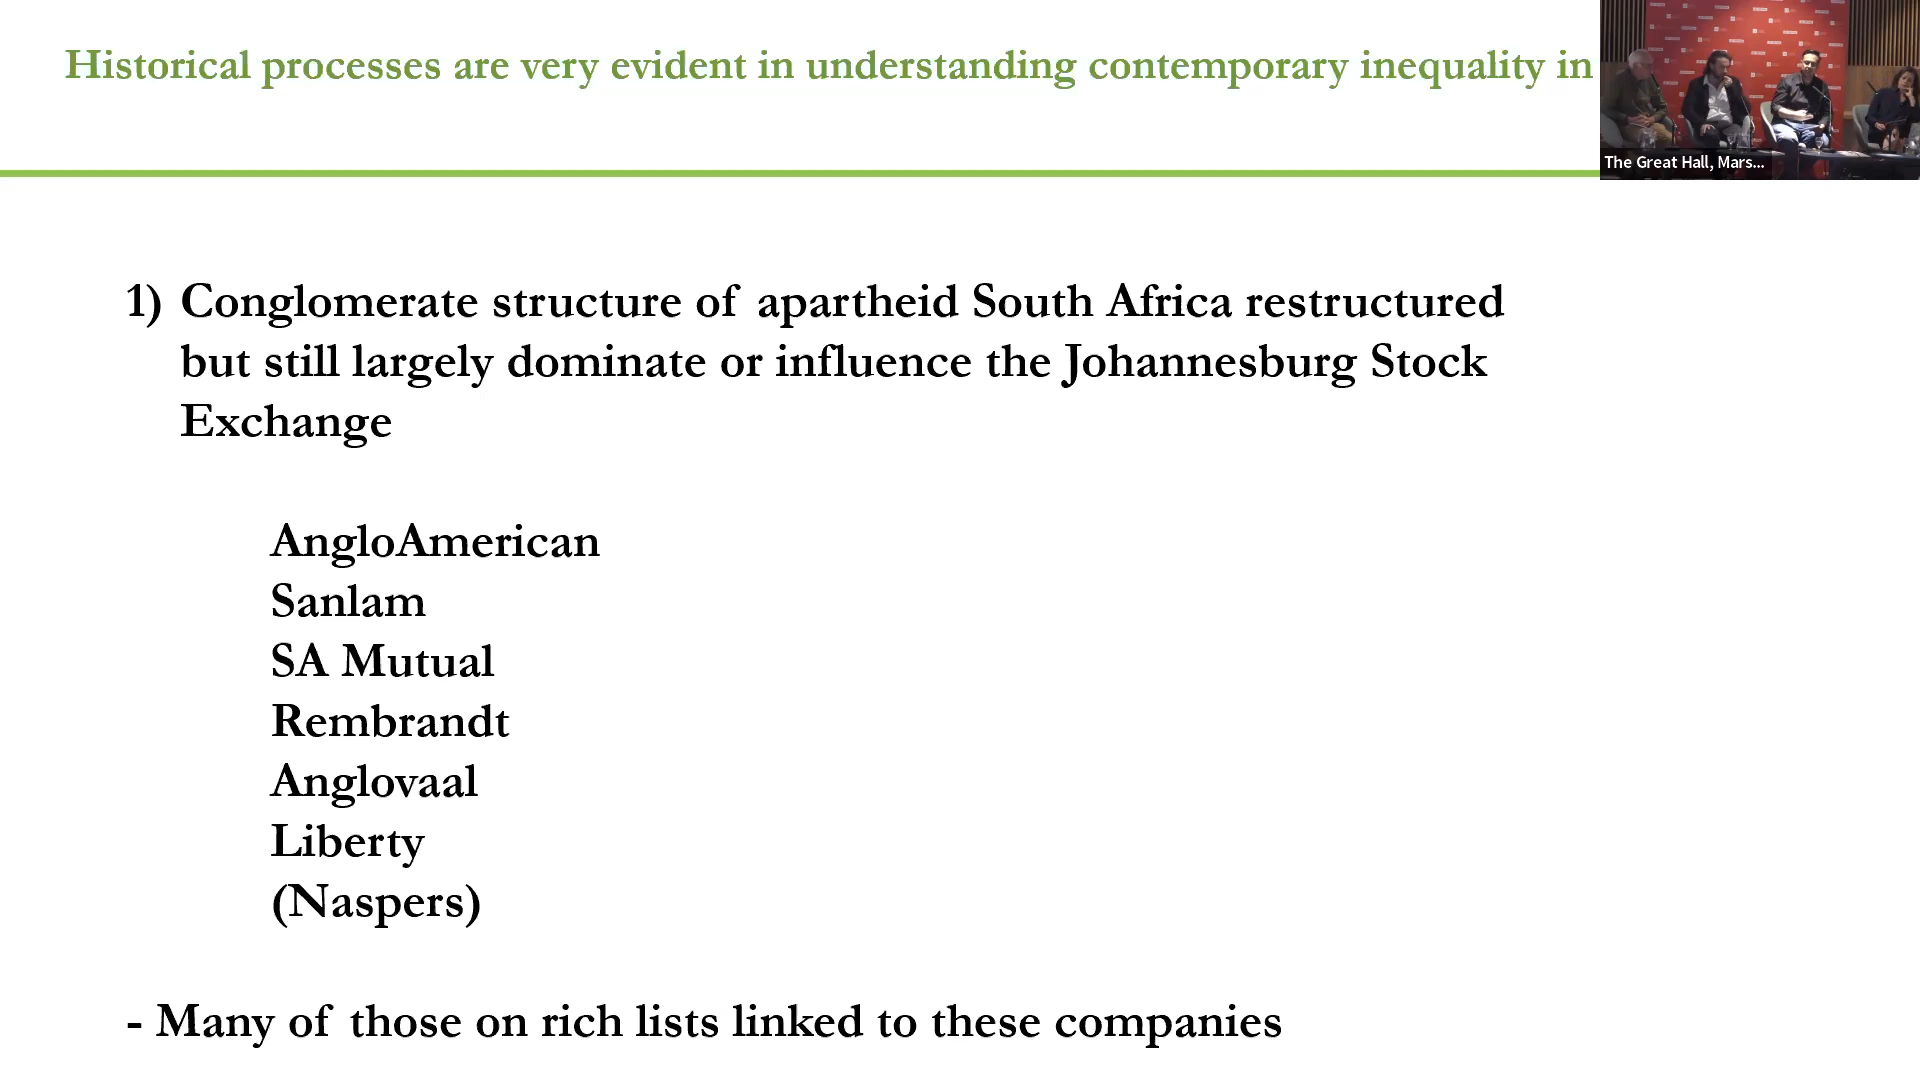 Historical processes are very evident in understanding contemporary inequality in
The Great Hall, Mars...
1) Conglomerate structure of apartheid South Africa restructured
but still largely dominate or influence the Johannesburg Stock
Exchange
AngloAmerican
Sanlam
SA Mutual
Rembrandt
Anglovaal
Liberty
(Naspers)
- Many of those on rich lists linked to these companies